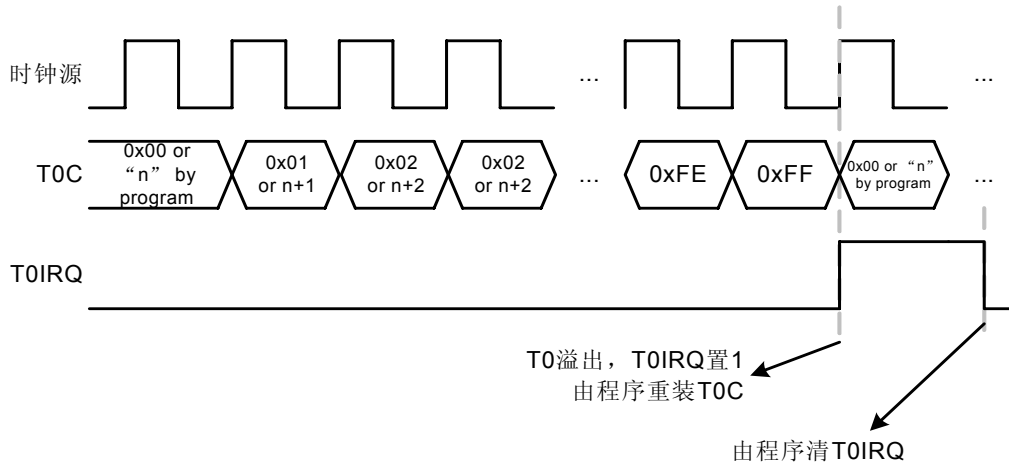 时钟源
...
...
T0C
0x00 or
“n” by
program
0x01
or n+1
0x02
or n+2
0x02
or n+2
...
0xFE
0xFF
0x00 or “n”
by program
...
T0IRQ
T0溢出，T0IRQ置1
由程序重装T0C
由程序清T0IRQ